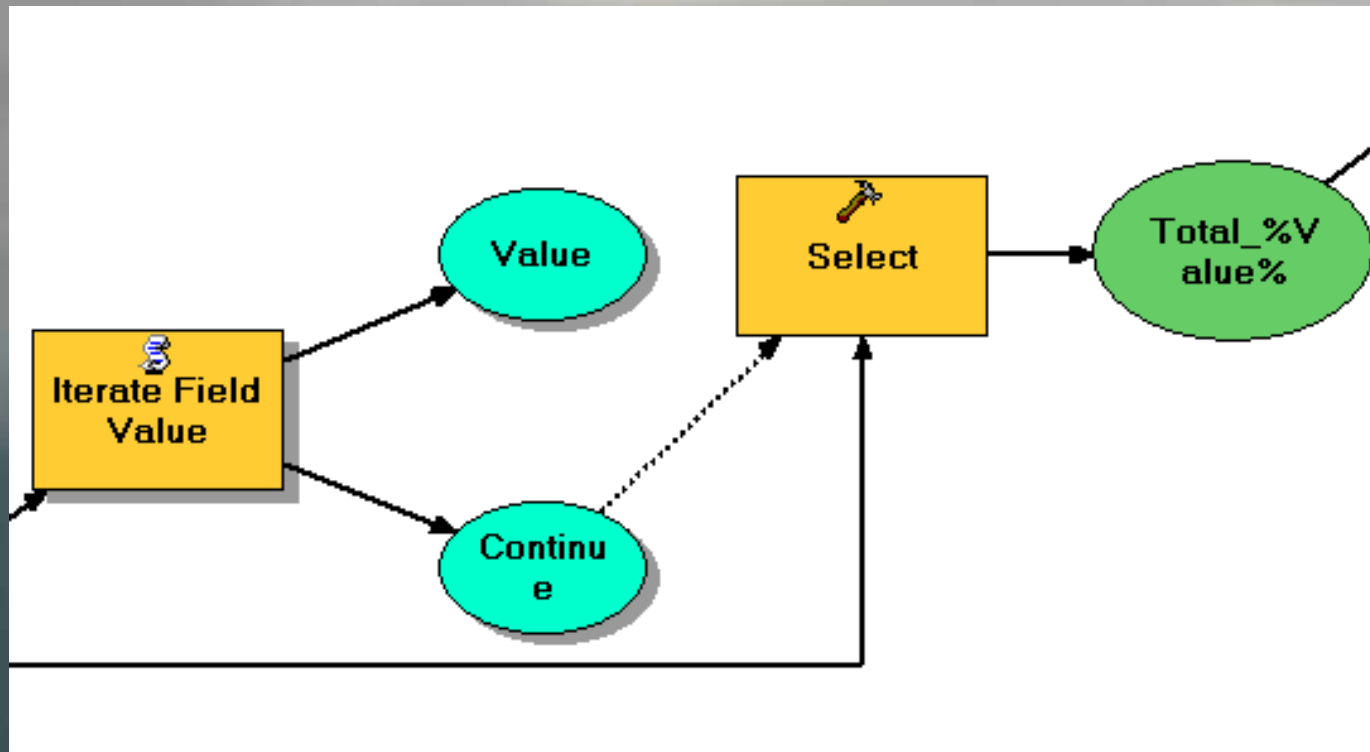 Value
Select
Total_%V
alue%
Iterate Field
Value
Continu
e